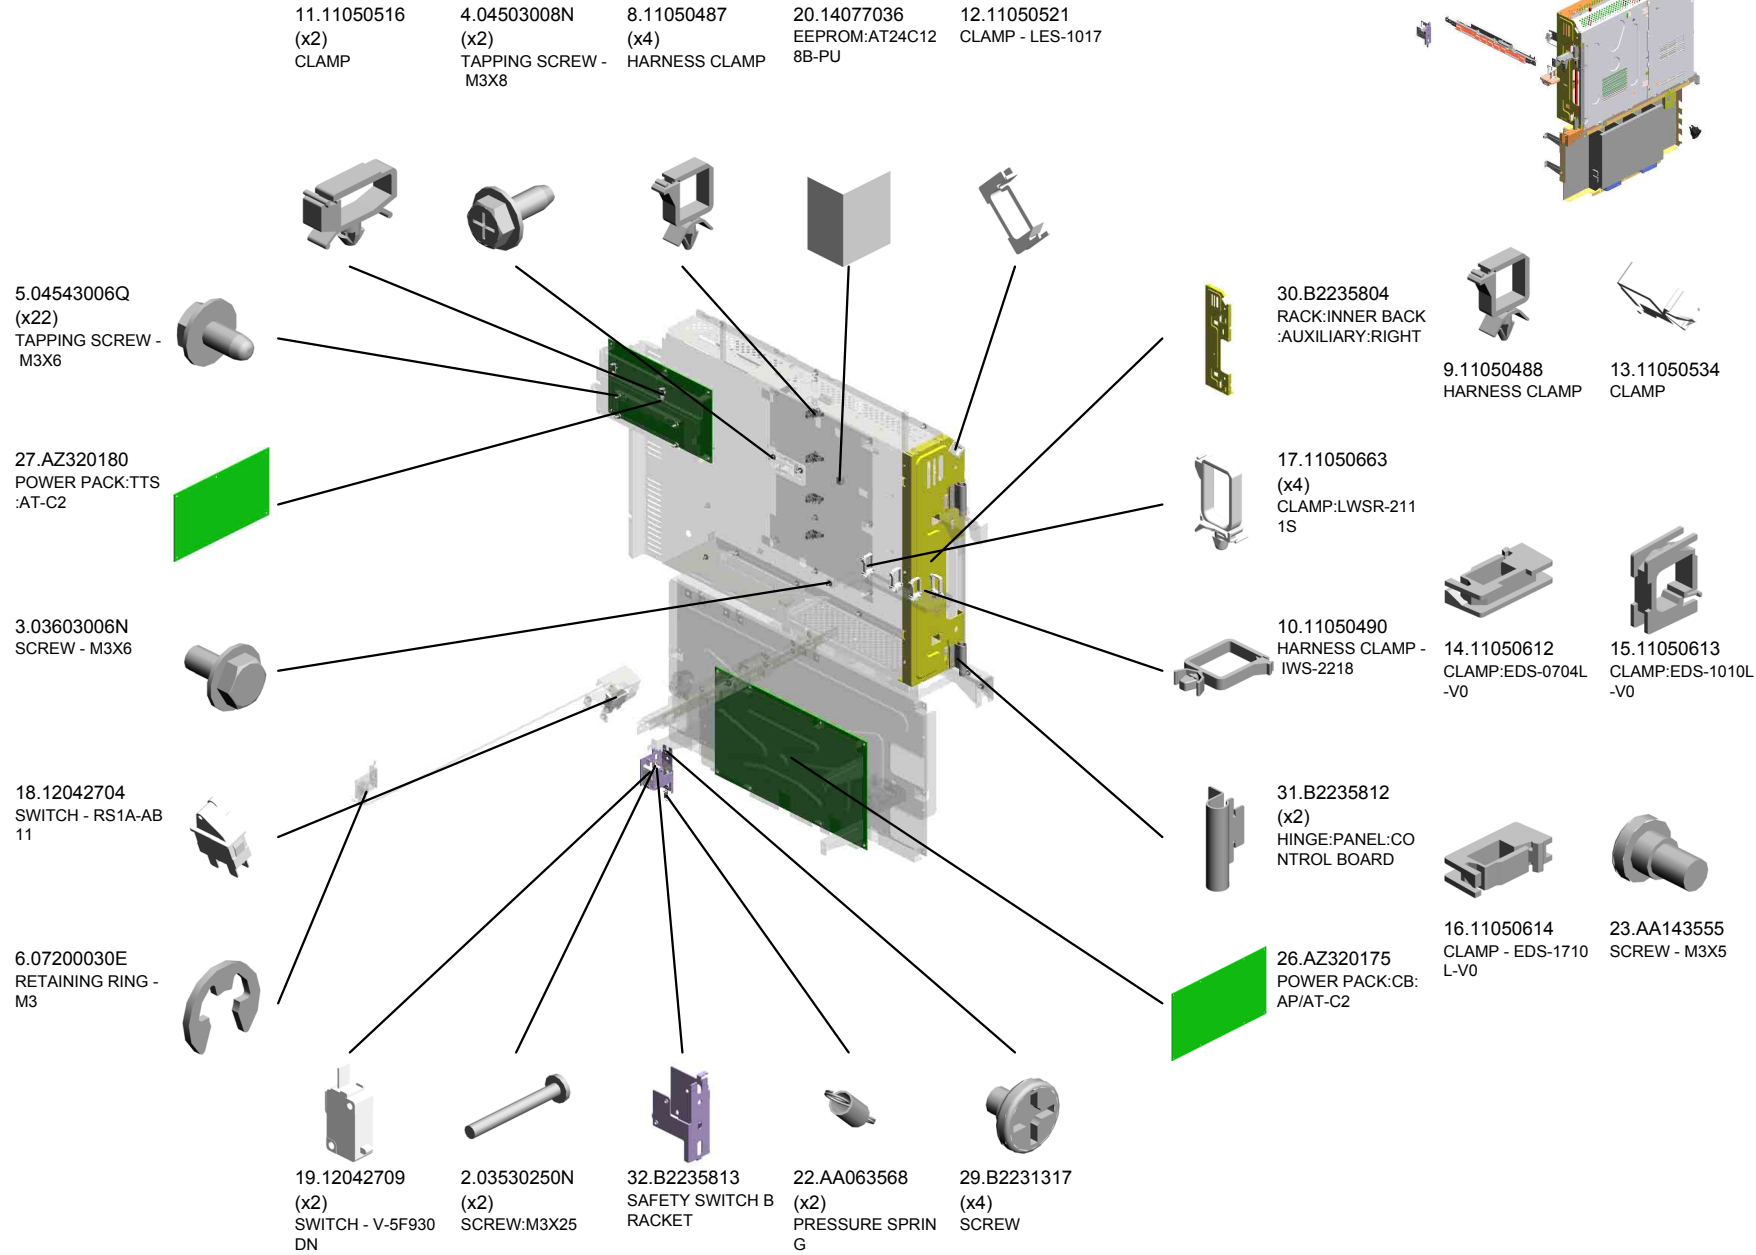 11.11050516
(x2)
CLAMP
4.04503008N
(x2)
TAPPING SCREW -
M3X8
8.11050487
(x4)
HARNESS CLAMP
20.14077036
EEPROM:AT24C12
8B-PU
12.11050521
CLAMP - LES-1017
5.04543006Q
(x22)
TAPPING SCREW -
M3X6
27.AZ320180
POWER PACK:TTS
:AT-C2
3.03603006N
SCREW - M3X6
18.12042704
SWITCH - RS1A-AB
11
6.07200030E
RETAINING RING -
M3
30.B2235804
RACK:INNER BACK
:AUXILIARY:RIGHT
9.11050488
HARNESS CLAMP
13.11050534
CLAMP
17.11050663
(x4)
CLAMP:LWSR-211
1S
10.11050490
HARNESS CLAMP -
IWS-2218
14.11050612
CLAMP:EDS-0704L
-V0
15.11050613
CLAMP:EDS-1010L
-V0
31.B2235812
(x2)
HINGE:PANEL:CO
NTROL BOARD
16.11050614
CLAMP - EDS-1710
L-V0
23.AA143555
SCREW - M3X5
26.AZ320175
POWER PACK:CB:
AP/AT-C2
19.12042709
(x2)
SWITCH - V-5F930
DN
2.03530250N
(x2)
SCREW:M3X25
32.B2235813
SAFETY SWITCH B
RACKET
22.AA063568
(x2)
PRESSURE SPRIN
G
29.B2231317
(x4)
SCREW